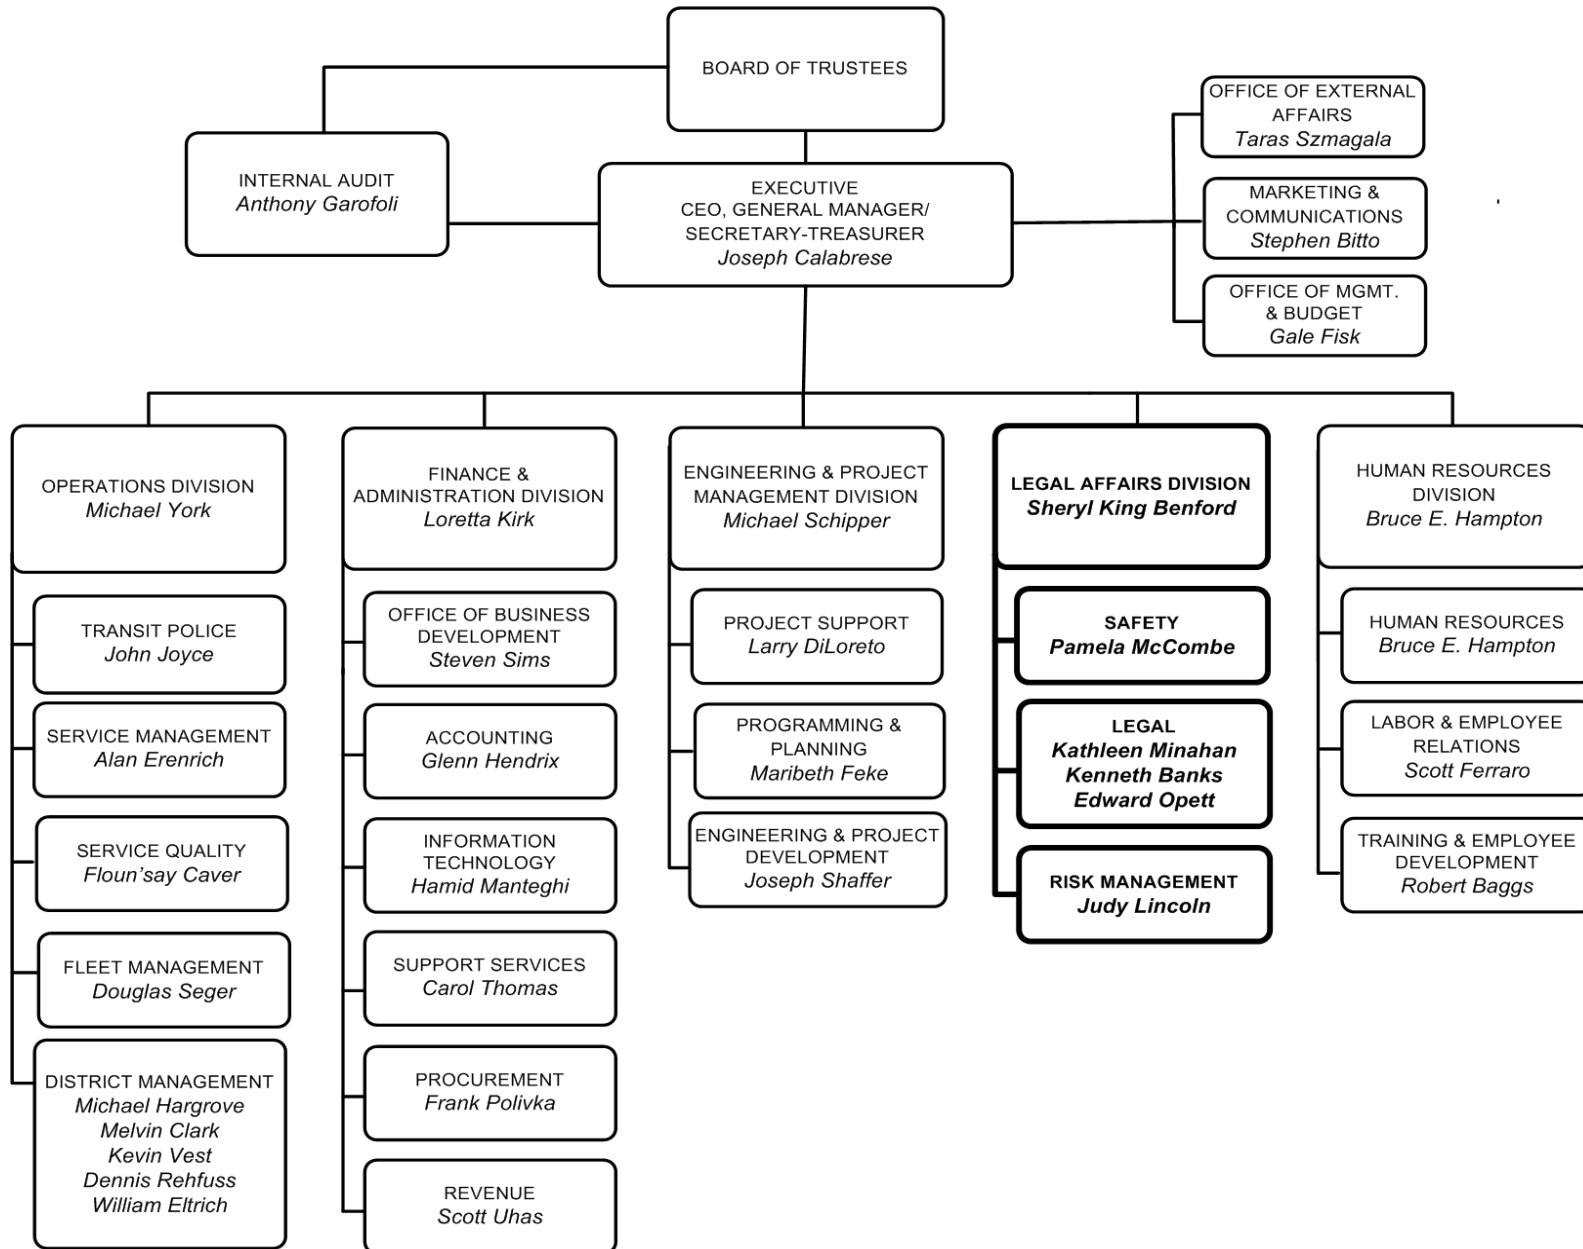 BOARD OF TRUSTEES
INTERNAL AUDIT
Anthony Garofoli
EXECUTIVE
CEO, GENERAL MANAGER/
SECRETARY-TREASURER
Joseph Calabrese
OFFICE OF EXTERNAL
AFFAIRS
Taras Szmagala
MARKETING &
COMMUNICATIONS
Stephen Bitto
OFFICE OF MGMT.
& BUDGET
Gale Fisk
OPERATIONS DIVISION
Michael York
TRANSIT POLICE
John Joyce
SERVICE MANAGEMENT
Alan Erenrich
SERVICE QUALITY
Floun'say Caver
FLEET MANAGEMENT
Douglas Seger
DISTRICT MANAGEMENT
Michael Hargrove
Melvin Clark
Kevin Vest
Dennis Rehfuss
William Eltrich
FINANCE &
ADMINISTRATION DIVISION
Loretta Kirk
OFFICE OF BUSINESS
DEVELOPMENT
Steven Sims
ACCOUNTING
Glenn Hendrix
INFORMATION
TECHNOLOGY
Hamid Manteghi
SUPPORT SERVICES
Carol Thomas
PROCUREMENT
Frank Polivka
REVENUE
Scott Uhas
ENGINEERING & PROJECT
MANAGEMENT DIVISION
Michael Schipper
PROJECT SUPPORT
Larry DiLoreto
PROGRAMMING &
PLANNING
Maribeth Feke
ENGINEERING & PROJECT
DEVELOPMENT
Joseph Shaffer
LEGAL AFFAIRS DIVISION
Sheryl King Benford
SAFETY
Pamela McCombe
LEGAL
Kathleen Minahan
Kenneth Banks
Edward Opett
RISK MANAGEMENT
Judy Lincoln
HUMAN RESOURCES
DIVISION
Bruce E. Hampton
HUMAN RESOURCES
Bruce E. Hampton
LABOR & EMPLOYEE
RELATIONS
Scott Ferraro
TRAINING & EMPLOYEE
DEVELOPMENT
Robert Baggs